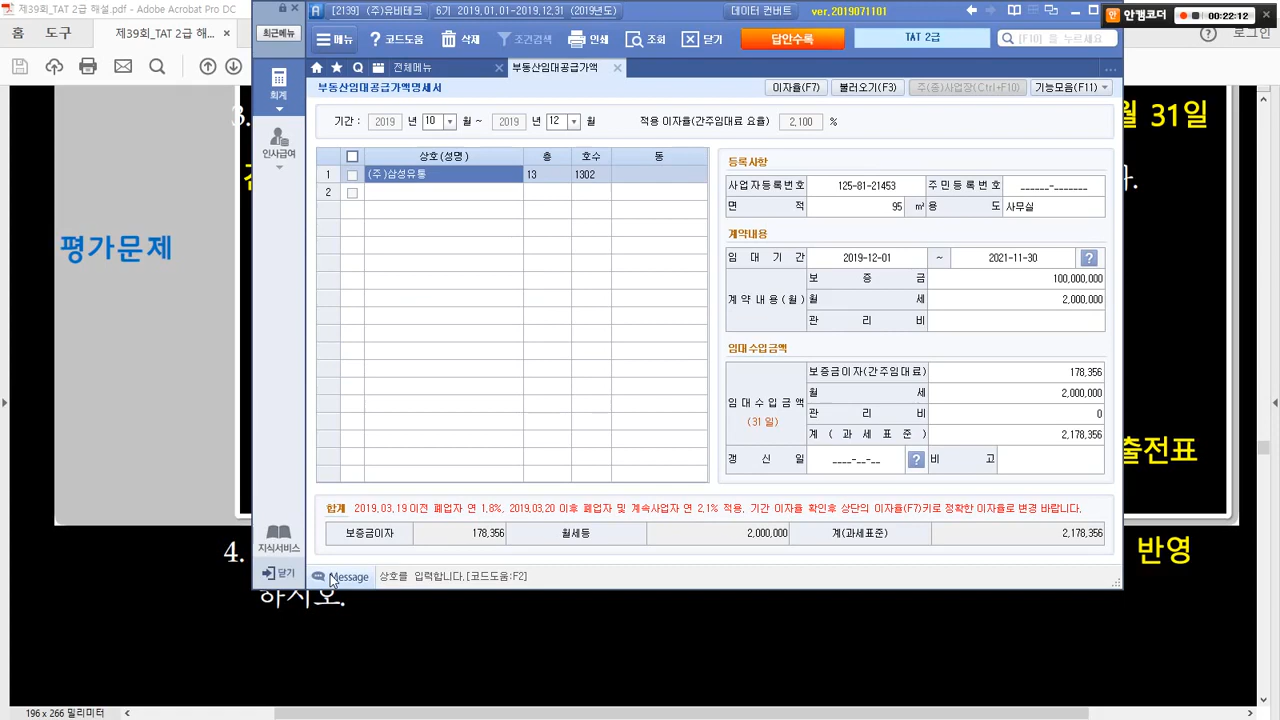 제39회_TAT 2급 해설.pdf - Adobe Acrobat Pro DC
홈 도구 제39회_TAT 2급 해...
로그인
안캠코더 00:22:12
[2139] (주)유비테크 6기 2019.01.01~2019.12.31 (2019년도) 데이터 컨버트 ver.2019071101
최근메뉴
메뉴 코드도움 삭제 조건검색 인쇄 조회 닫기 답안수록 TAT 2급 [F10] 을 누르세요
전체메뉴 부동산임대공급가액
부동산임대공급가액명세서 이자율(F7) 불러오기(F3) 주(총)사업장(Ctrl+F10) 기능모음(F11)
회계
인사급여
기간 : 2019 년 10 ~ 2019 년 12 월 적용 이자율(간주임대료 요율) 2,100 %
상호(성명) 층 호수 동
1 (주)삼성유통 13 1302
2
등록사항
사업자등록번호 125-81-21453 주민등록번호 ______-_______
면 적 95 ㎡ 용 도 사무실
계약내용
임 대 기 간 2019-12-01 ~ 2021-11-30
계 약 내 용 (월)
보 증 금 100,000,000
월 세 2,000,000
관 리 비
임대수입금액
임 대 수 입 금 액
(31 일)
보증금이자(간주임대료) 178,356
월 세 2,000,000
관 리 비 0
계 (과 세 표 준) 2,178,356
갱 신 일 ____-__-__ 비 고
합계 2019.03.19이전 폐업자 연 1.8%, 2019.03.20 이후 폐업자 및 계속사업자 연 2.1% 적용. 기간 이자율 확인후 상단의 이자율(F7)키로 정확한 이자율로 변경 바랍니다.
보증금이자 178,356 월세등 2,000,000 계(과세표준) 2,178,356
지식서비스
닫기
Message 상호를 입력합니다.[코드도움:F2]
3.
월 31일
다.
평가문제
출전표
4.
반영
하시오.
196 x 266 밀리미터